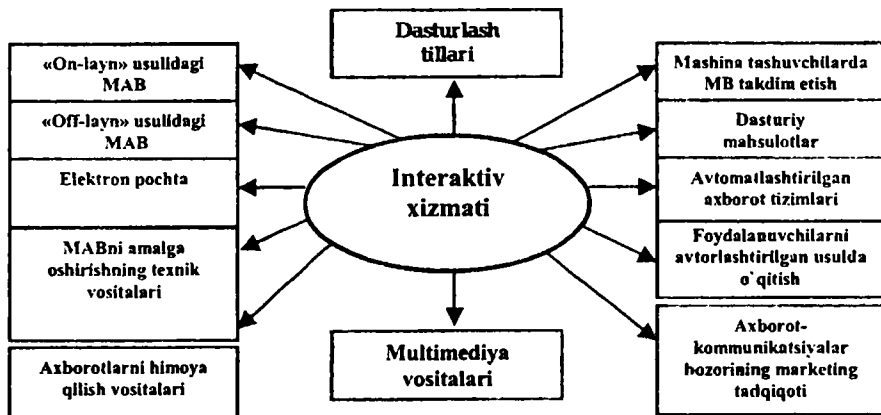 Dasturlash
tillari
«On-layn» usulidagi
MAB
«Off-layn» usulidagi
MAB
Elektron pochta
MABni amalga
oshirishning texnik
vositalari
Axborotlarni himoya
qilish vositalari
Interaktiv
xizmati
Multimediya
vositalari
Mashina tashuvchilarda
MB takdim etish
Dasturiy
mahsulotlar
Avtomatlashtirilgan
axborot tizimlari
Foydalanuvchilarni
avtorlashtirilgan usulda
o`qitish
Axborot-
kommunikatsiyalar
bozorining marketing
tadqiqoti